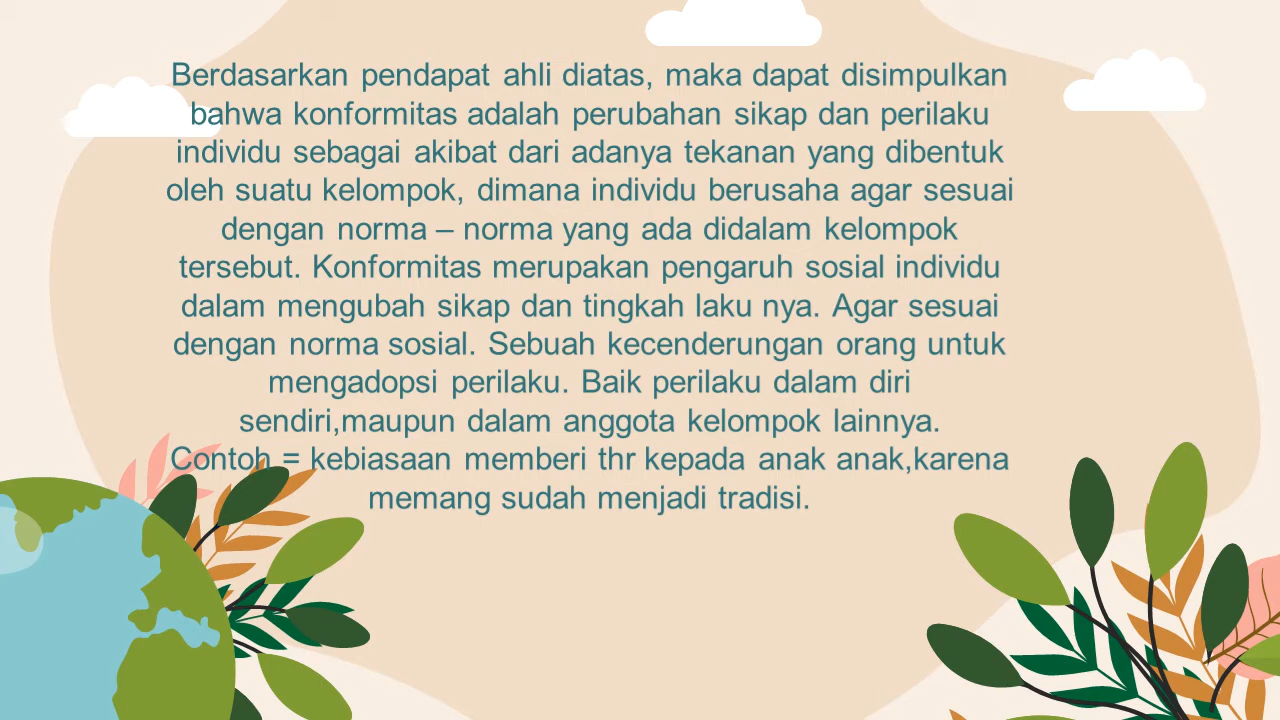 Berdasarkan pendapat ahli diatas, maka dapat disimpulkan
bahwa konformitas adalah perubahan sikap dan perilaku
individu sebagai akibat dari adanya tekanan yang dibentuk
oleh suatu kelompok, dimana individu berusaha agar sesuai
dengan norma – norma yang ada didalam kelompok
tersebut. Konformitas merupakan pengaruh sosial individu
dalam mengubah sikap dan tingkah laku nya. Agar sesuai
dengan norma sosial. Sebuah kecenderungan orang untuk
mengadopsi perilaku. Baik perilaku dalam diri
sendiri,maupun dalam anggota kelompok lainnya.
Contoh = kebiasaan memberi thr kepada anak anak,karena
memang sudah menjadi tradisi.